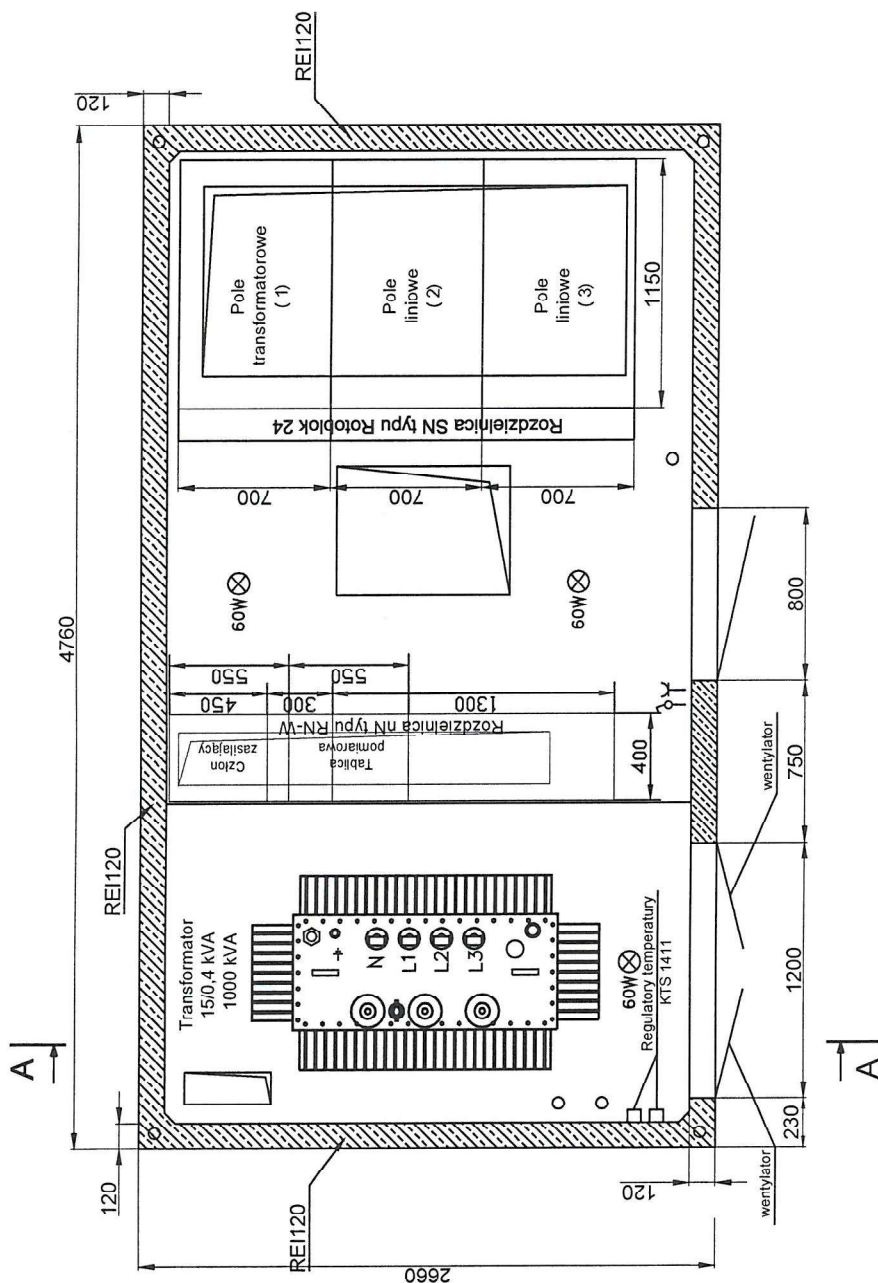 4760
120
REI120
REI120
Pole
transformatorowe
(1)
Pole
liniowe
(2)
Pole
liniowe
(3)
1150
Rozdzielnica SN typu Rotoblok 24
700
700
700
60W
60W
550
550
450
300
1300
Rozdzielnica nN typu RN-W
Człon
zasilający
Tablica
pomiarowa
400
Transformator
15/0,4 kVA
1000 kVA
N
L1
L2
L3
+
60W
Regulatory temperatury
KTS 1411
A
A
120
REI120
2660
120
230
1200
750
800
wentylator
wentylator